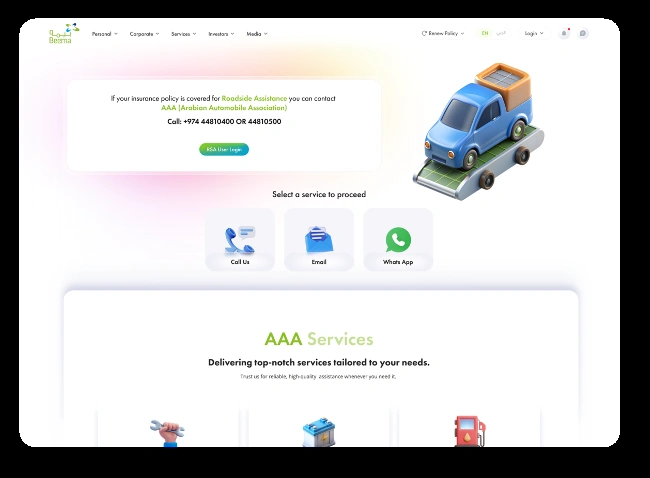 بيمه
Beema
Personal
Corporate
Services
Investors
Media
Renew Policy
EN
عربي
Login
If your insurance policy is covered for Roadside Assistance you can contact
AAA (Arabian Automobile Association)
Call: +974 44810400 OR 44810500
RSA User Login
Select a service to proceed
Call Us
Email
Whats App
AAA Services
Delivering top-notch services tailored to your needs.
Trust us for reliable, high-quality assistance whenever you need it.